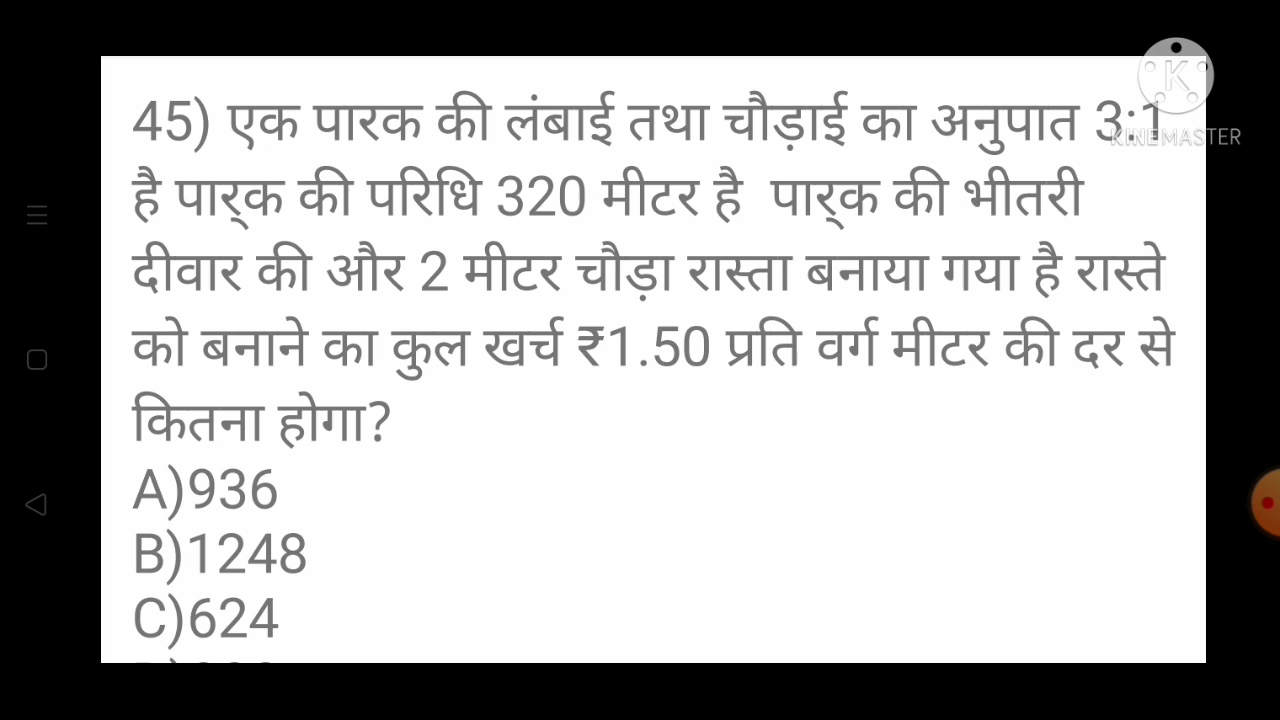 45) एक पारक की लंबाई तथा चौड़ाई का अनुपात 3:1
है पार्‌क की परिधि 320 मीटर है पार्‌क की भीतरी
दीवार की और 2 मीटर चौड़ा रास्ता बनाया गया है रास्ते
को बनाने का कुल खर्च ₹1.50 प्रति वर्ग मीटर की दर से
कितना होगा?
A)936
B)1248
C)624
K
KINEMASTER